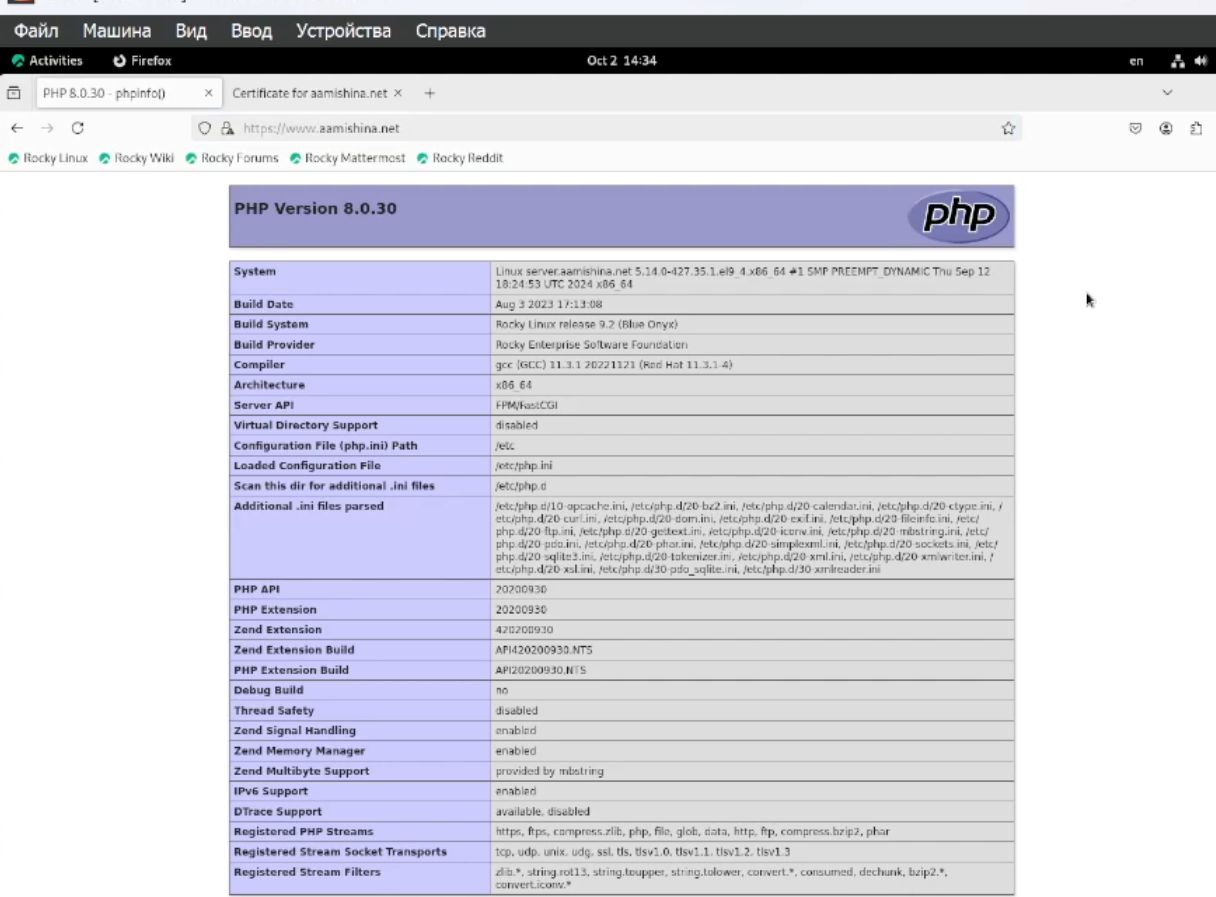 Файл Машина Вид Ввод Устройства Справка
Activities Firefox Oct 2 14:34 en
PHP 8.0.30 - phpinfo() × Certificate for aamishina.net × +
https://www.aamishina.net
Rocky Linux Rocky Wiki Rocky Forums Rocky Mattermost Rocky Reddit
PHP Version 8.0.30
php
System Linux server.aamishina.net 5.14.0-427.35.1.el9_4.x86_64 #1 SMP PREEMPT_DYNAMIC Thu Sep 12
18:24:53 UTC 2024 x86_64
Build Date Aug 3 2023 17:13:08
Build System Rocky Linux release 9.2 (Blue Onyx)
Build Provider Rocky Enterprise Software Foundation
Compiler gcc (GCC) 11.3.1 20221121 (Red Hat 11.3.1-4)
Architecture x86_64
Server API FPM/FastCGI
Virtual Directory Support disabled
Configuration File (php.ini) Path /etc
Loaded Configuration File /etc/php.ini
Scan this dir for additional .ini files /etc/php.d
Additional .ini files parsed /etc/php.d/10-opcache.ini, /etc/php.d/20-bz2.ini, /etc/php.d/20-calendar.ini, /etc/php.d/20-ctype.ini, /
etc/php.d/20-curl.ini, /etc/php.d/20-dom.ini, /etc/php.d/20-exif.ini, /etc/php.d/20-fileinfo.ini, /etc/
php.d/20-ftp.ini, /etc/php.d/20-gettext.ini, /etc/php.d/20-iconv.ini, /etc/php.d/20-mbstring.ini, /etc/
php.d/20-pdo.ini, /etc/php.d/20-phar.ini, /etc/php.d/20-simplexml.ini, /etc/php.d/20-sockets.ini, /etc/
php.d/20-sqlite3.ini, /etc/php.d/20-tokenizer.ini, /etc/php.d/20-xml.ini, /etc/php.d/20-xmlwriter.ini, /
etc/php.d/20-xsl.ini, /etc/php.d/30-pdo_sqlite.ini, /etc/php.d/30-xmlreader.ini
PHP API 20200930
PHP Extension 20200930
Zend Extension 420200930
Zend Extension Build API420200930,NTS
PHP Extension Build API20200930,NTS
Debug Build no
Thread Safety disabled
Zend Signal Handling enabled
Zend Memory Manager enabled
Zend Multibyte Support provided by mbstring
IPv6 Support enabled
DTrace Support available, disabled
Registered PHP Streams https, ftps, compress.zlib, php, file, glob, data, http, ftp, compress.bzip2, phar
Registered Stream Socket Transports tcp, udp, unix, udg, ssl, tls, tlsv1.0, tlsv1.1, tlsv1.2, tlsv1.3
Registered Stream Filters zlib.*, string.rot13, string.toupper, string.tolower, convert.*, consumed, dechunk, bzip2.*,
convert.iconv.*